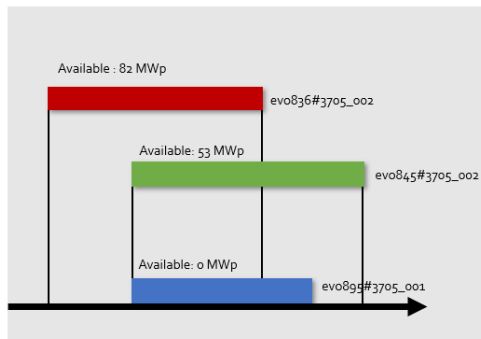 Available : 82 MWp
evo836#3705_002
Available: 53 MWp
evo845#3705_002
Available: 0 MWp
evo895#3705_001